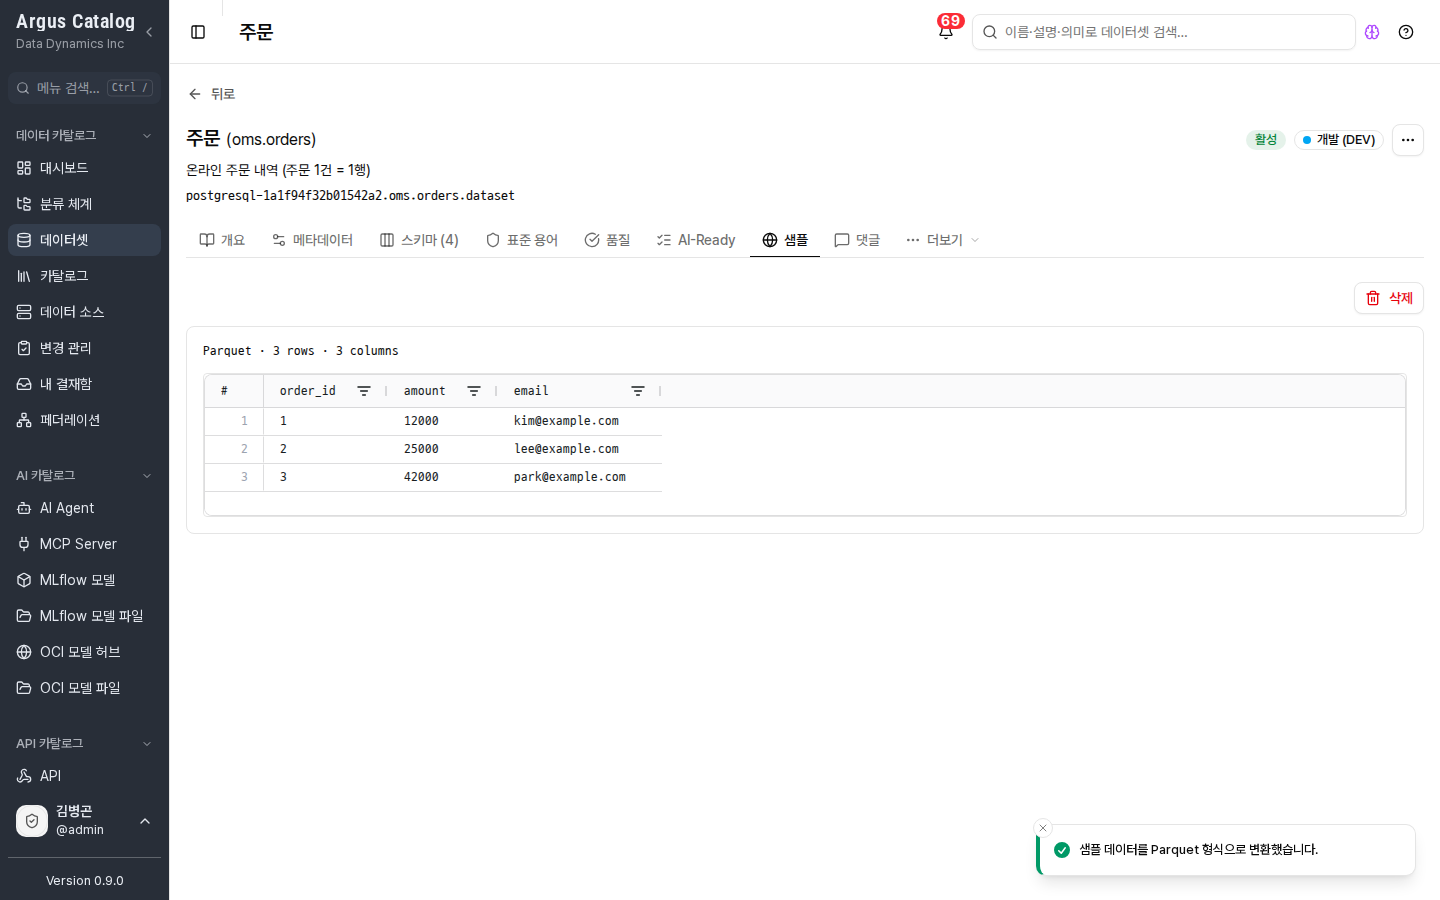 Argus Catalog
Data Dynamics Inc
메뉴 검색... Ctrl /
데이터 카탈로그
대시보드
분류 체계
데이터셋
카탈로그
데이터 소스
변경 관리
내 결재함
페더레이션
AI 카탈로그
AI Agent
MCP Server
MLflow 모델
MLflow 모델 파일
OCI 모델 허브
OCI 모델 파일
API 카탈로그
API
김병곤
@admin
Version 0.9.0
주문
69
이름·설명·의미로 데이터셋 검색...
뒤로
주문 (oms.orders)
활성 개발 (DEV)
온라인 주문 내역 (주문 1건 = 1행)
postgresql-1a1f94f32b01542a2.oms.orders.dataset
개요 메타데이터 스키마 (4) 표준 용어 품질 AI-Ready 샘플 댓글 더보기
삭제
Parquet · 3 rows · 3 columns
# order_id amount email
1 1 12000 kim@example.com
2 2 25000 lee@example.com
3 3 42000 park@example.com
샘플 데이터를 Parquet 형식으로 변환했습니다.